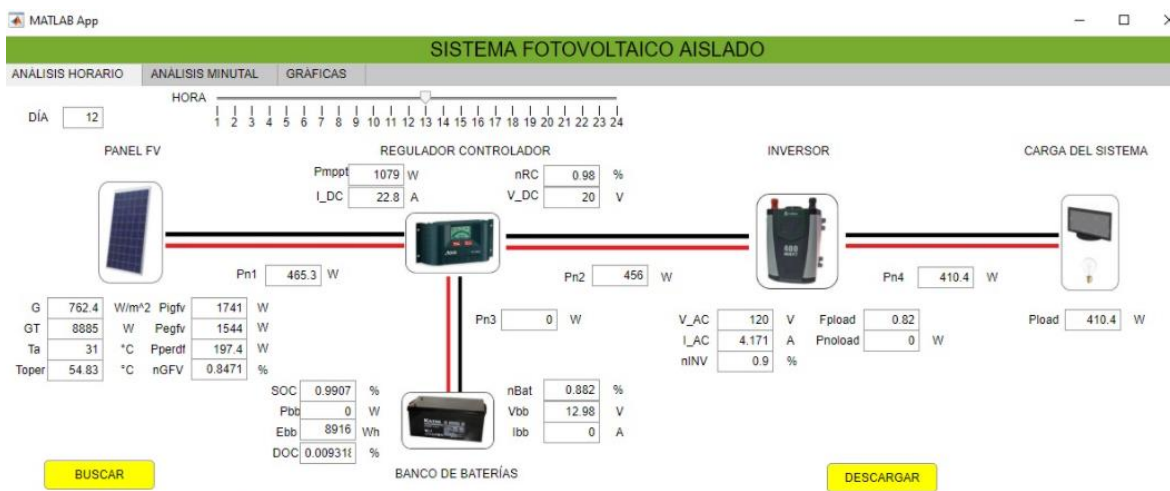 MATLAB App
SISTEMA FOTOVOLTAICO AISLADO
ANÁLISIS HORARIO ANÁLISIS MINUTAL GRÁFICAS
DÍA 12
HORA
1 2 3 4 5 6 7 8 9 10 11 12 13 14 15 16 17 18 19 20 21 22 23 24
PANEL FV REGULADOR CONTROLADOR INVERSOR CARGA DEL SISTEMA
Pmppt 1079 W nRC 0.98 %
I_DC 22.8 A V_DC 20 V
600
WATT
Pn1 465.3 W Pn2 456 W Pn4 410.4 W
G 762.4 W/m^2 Pigfv 1741 W
GT 8885 W Pegfv 1544 W
Ta 31 °C Pperdf 197.4 W
Toper 54.83 °C nGFV 0.8471 %
Pn3 0 W
V_AC 120 V Fpload 0.82
I_AC 4.171 A Pnoload 0 W
nINV 0.9 %
Pload 410.4 W
SOC 0.9907 % nBat 0.882 %
Pbb 0 W Vbb 12.98 V
Ebb 8916 Wh Ibb 0 A
DOC 0.009318 %
BUSCAR BANCO DE BATERÍAS DESCARGAR